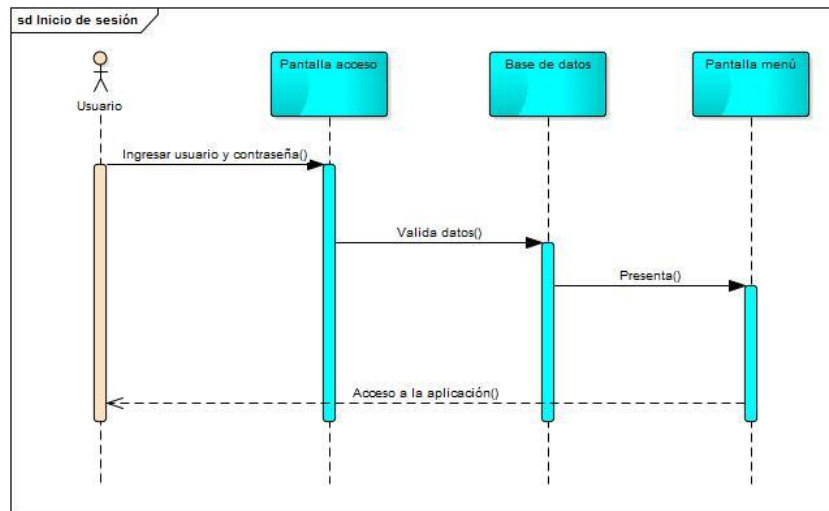 sd Inicio de sesión
Usuario
Pantalla acceso
Base de datos
Pantalla menú
Ingresar usuario y contraseña()
Valida datos()
Presenta()
Acceso a la aplicación()